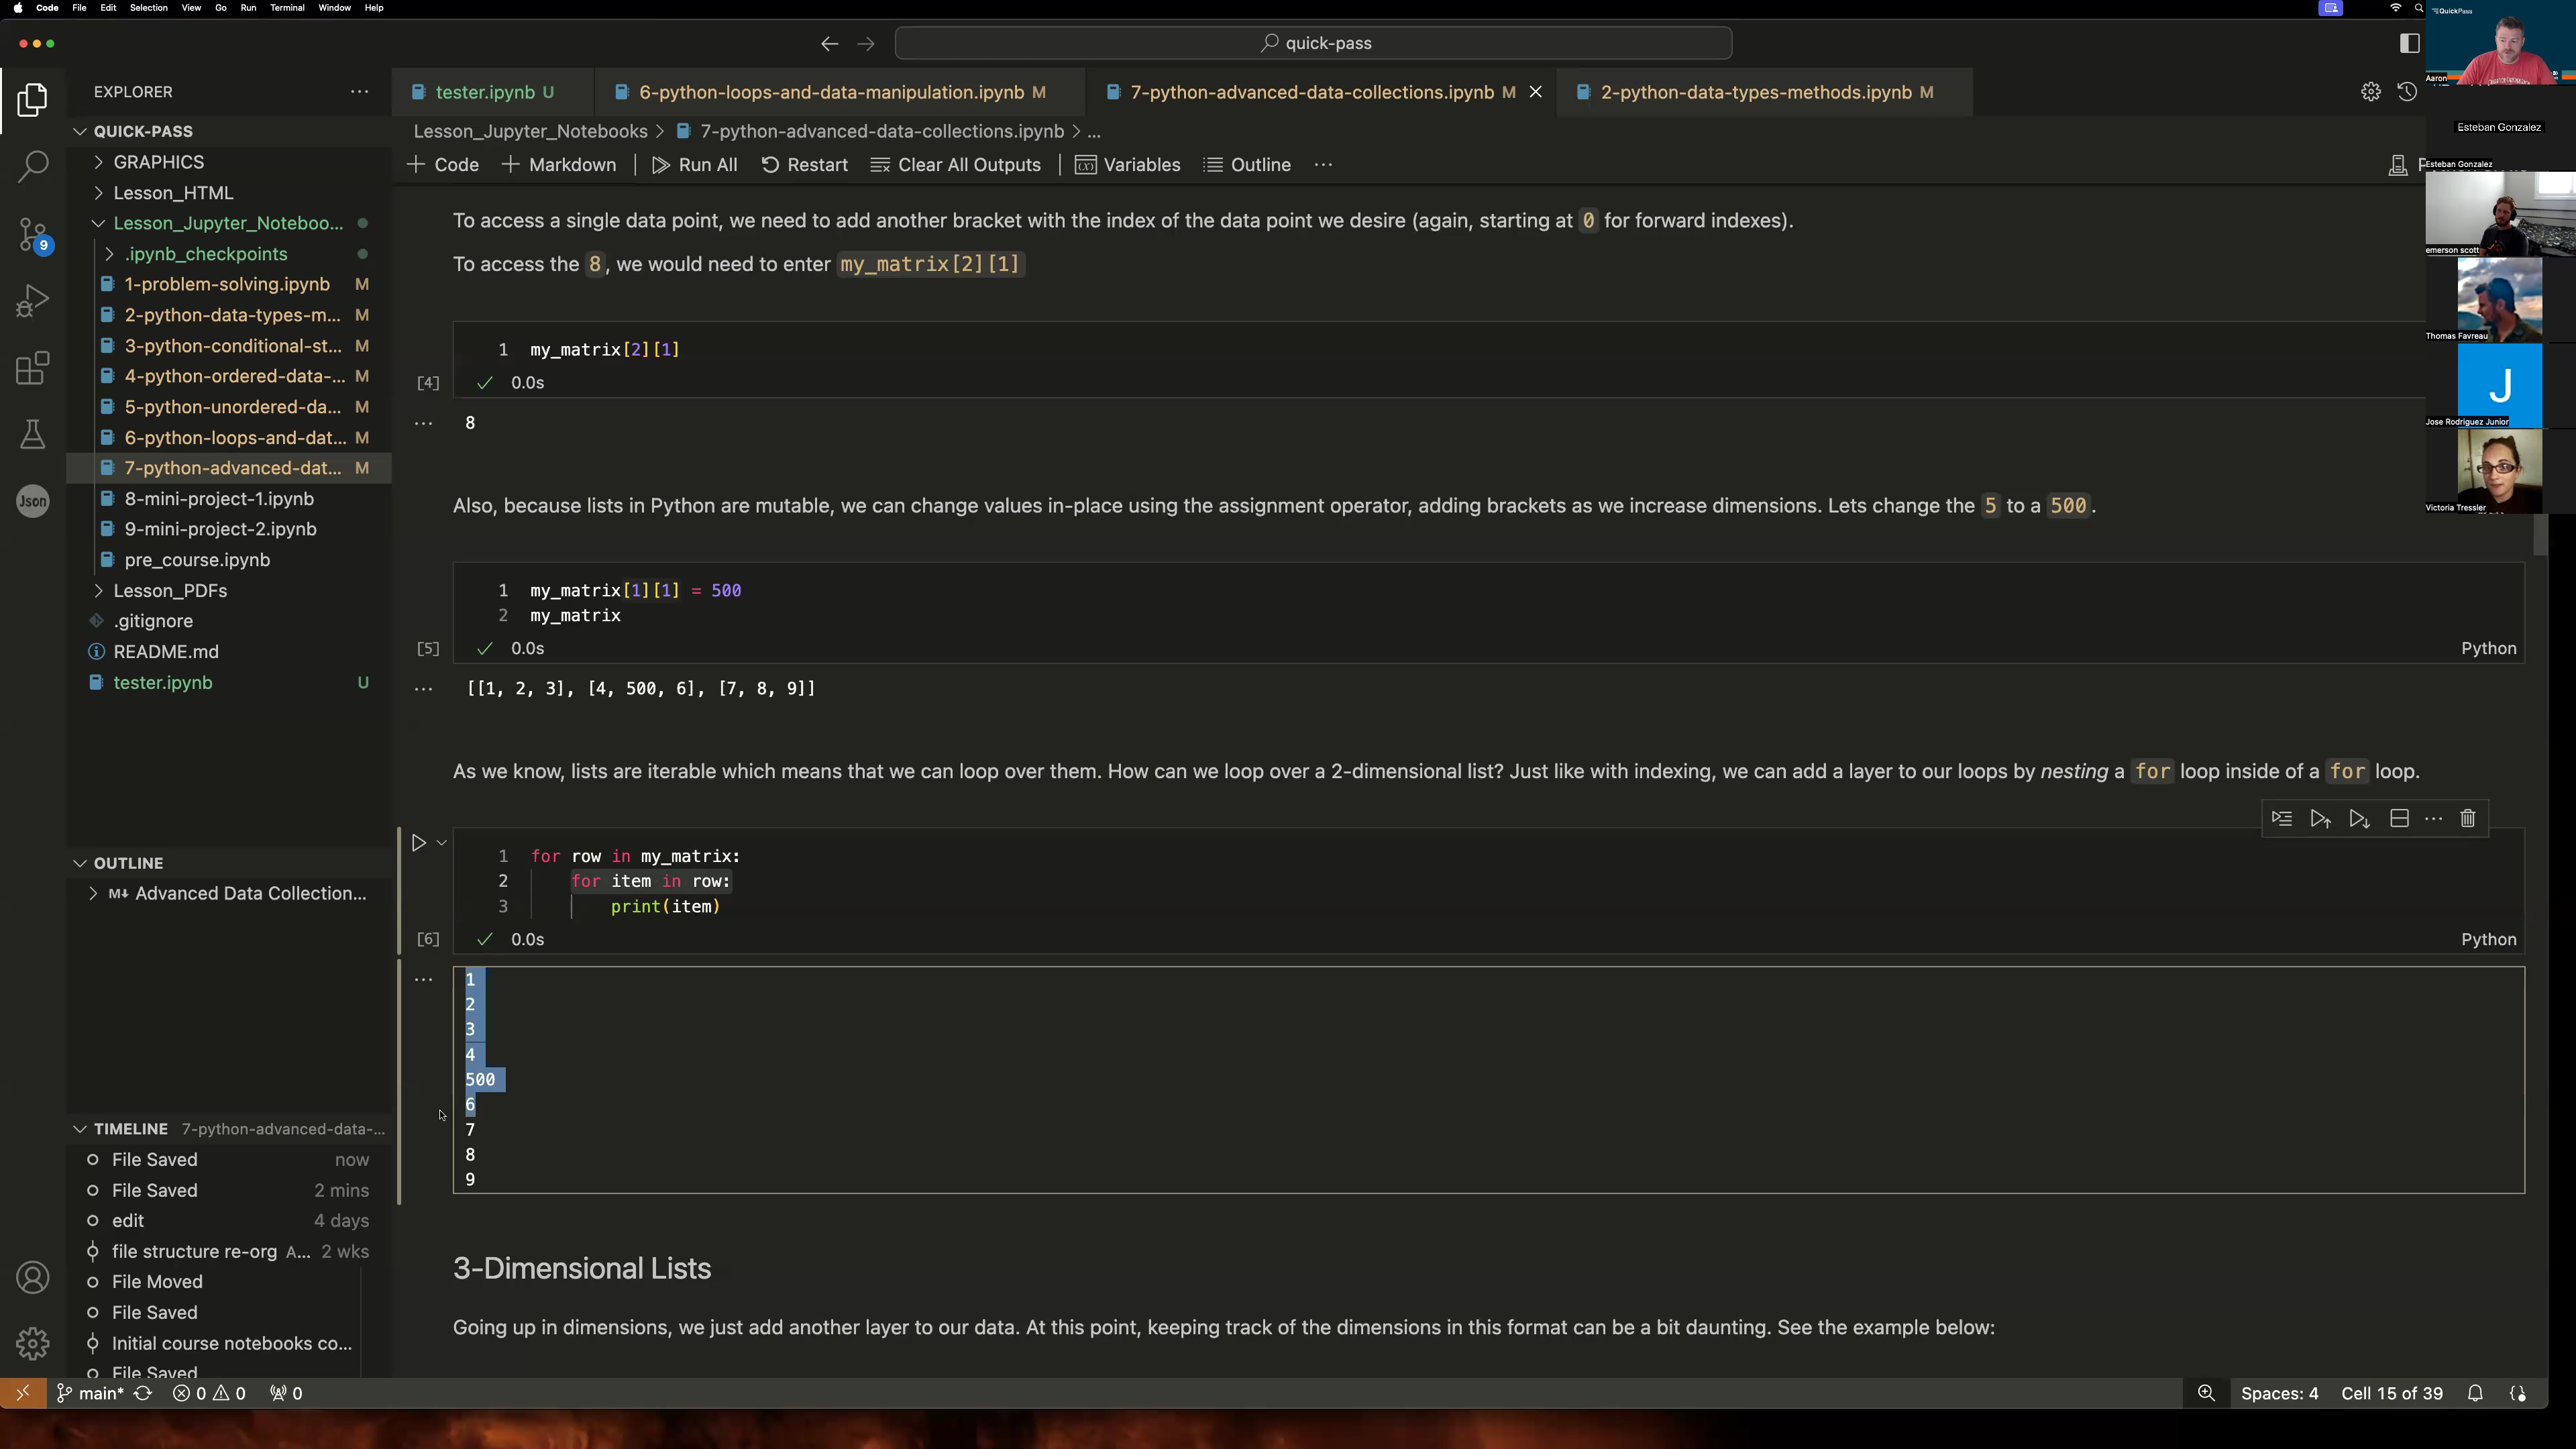 Code File Edit Selection View Go Run Terminal Window Help
quick-pass
EXPLORER
QUICK-PASS
GRAPHICS
Lesson_HTML
Lesson_Jupyter_Noteboo...
.ipynb_checkpoints
1-problem-solving.ipynb M
2-python-data-types-m... M
3-python-conditional-st... M
4-python-ordered-data-... M
5-python-unordered-da... M
6-python-loops-and-dat... M
7-python-advanced-dat... M
8-mini-project-1.ipynb
9-mini-project-2.ipynb
pre_course.ipynb
Lesson_PDFs
.gitignore
README.md
tester.ipynb U
9
Json
OUTLINE
Advanced Data Collection...
TIMELINE 7-python-advanced-data-...
File Saved now
File Saved 2 mins
edit 4 days
file structure re-org A... 2 wks
File Moved
File Saved
Initial course notebooks co...
File Saved
tester.ipynb U
6-python-loops-and-data-manipulation.ipynb M
7-python-advanced-data-collections.ipynb M
2-python-data-types-methods.ipynb M
Lesson_Jupyter_Notebooks > 7-python-advanced-data-collections.ipynb > ...
Code Markdown Run All Restart Clear All Outputs Variables Outline ...
To access a single data point, we need to add another bracket with the index of the data point we desire (again, starting at 0 for forward indexes).
To access the 8, we would need to enter my_matrix[2][1]
1 my_matrix[2][1]
[4] 0.0s
8
Also, because lists in Python are mutable, we can change values in-place using the assignment operator, adding brackets as we increase dimensions. Lets change the 5 to a 500.
1 my_matrix[1][1] = 500
2 my_matrix
[5] 0.0s Python
[[1, 2, 3], [4, 500, 6], [7, 8, 9]]
As we know, lists are iterable which means that we can loop over them. How can we loop over a 2-dimensional list? Just like with indexing, we can add a layer to our loops by nesting a for loop inside of a for loop.
1 for row in my_matrix:
2 for item in row:
3 print(item)
[6] 0.0s Python
1
2
3
4
500
6
7
8
9
3-Dimensional Lists
Going up in dimensions, we just add another layer to our data. At this point, keeping track of the dimensions in this format can be a bit daunting. See the example below:
main* 0 0 0
Spaces: 4 Cell 15 of 39
QuickPass
Aaron
Esteban Gonzalez
Esteban Gonzalez
emerson scott
Thomas Favreau
J
Jose Rodriguez Junior
Victoria Tressler